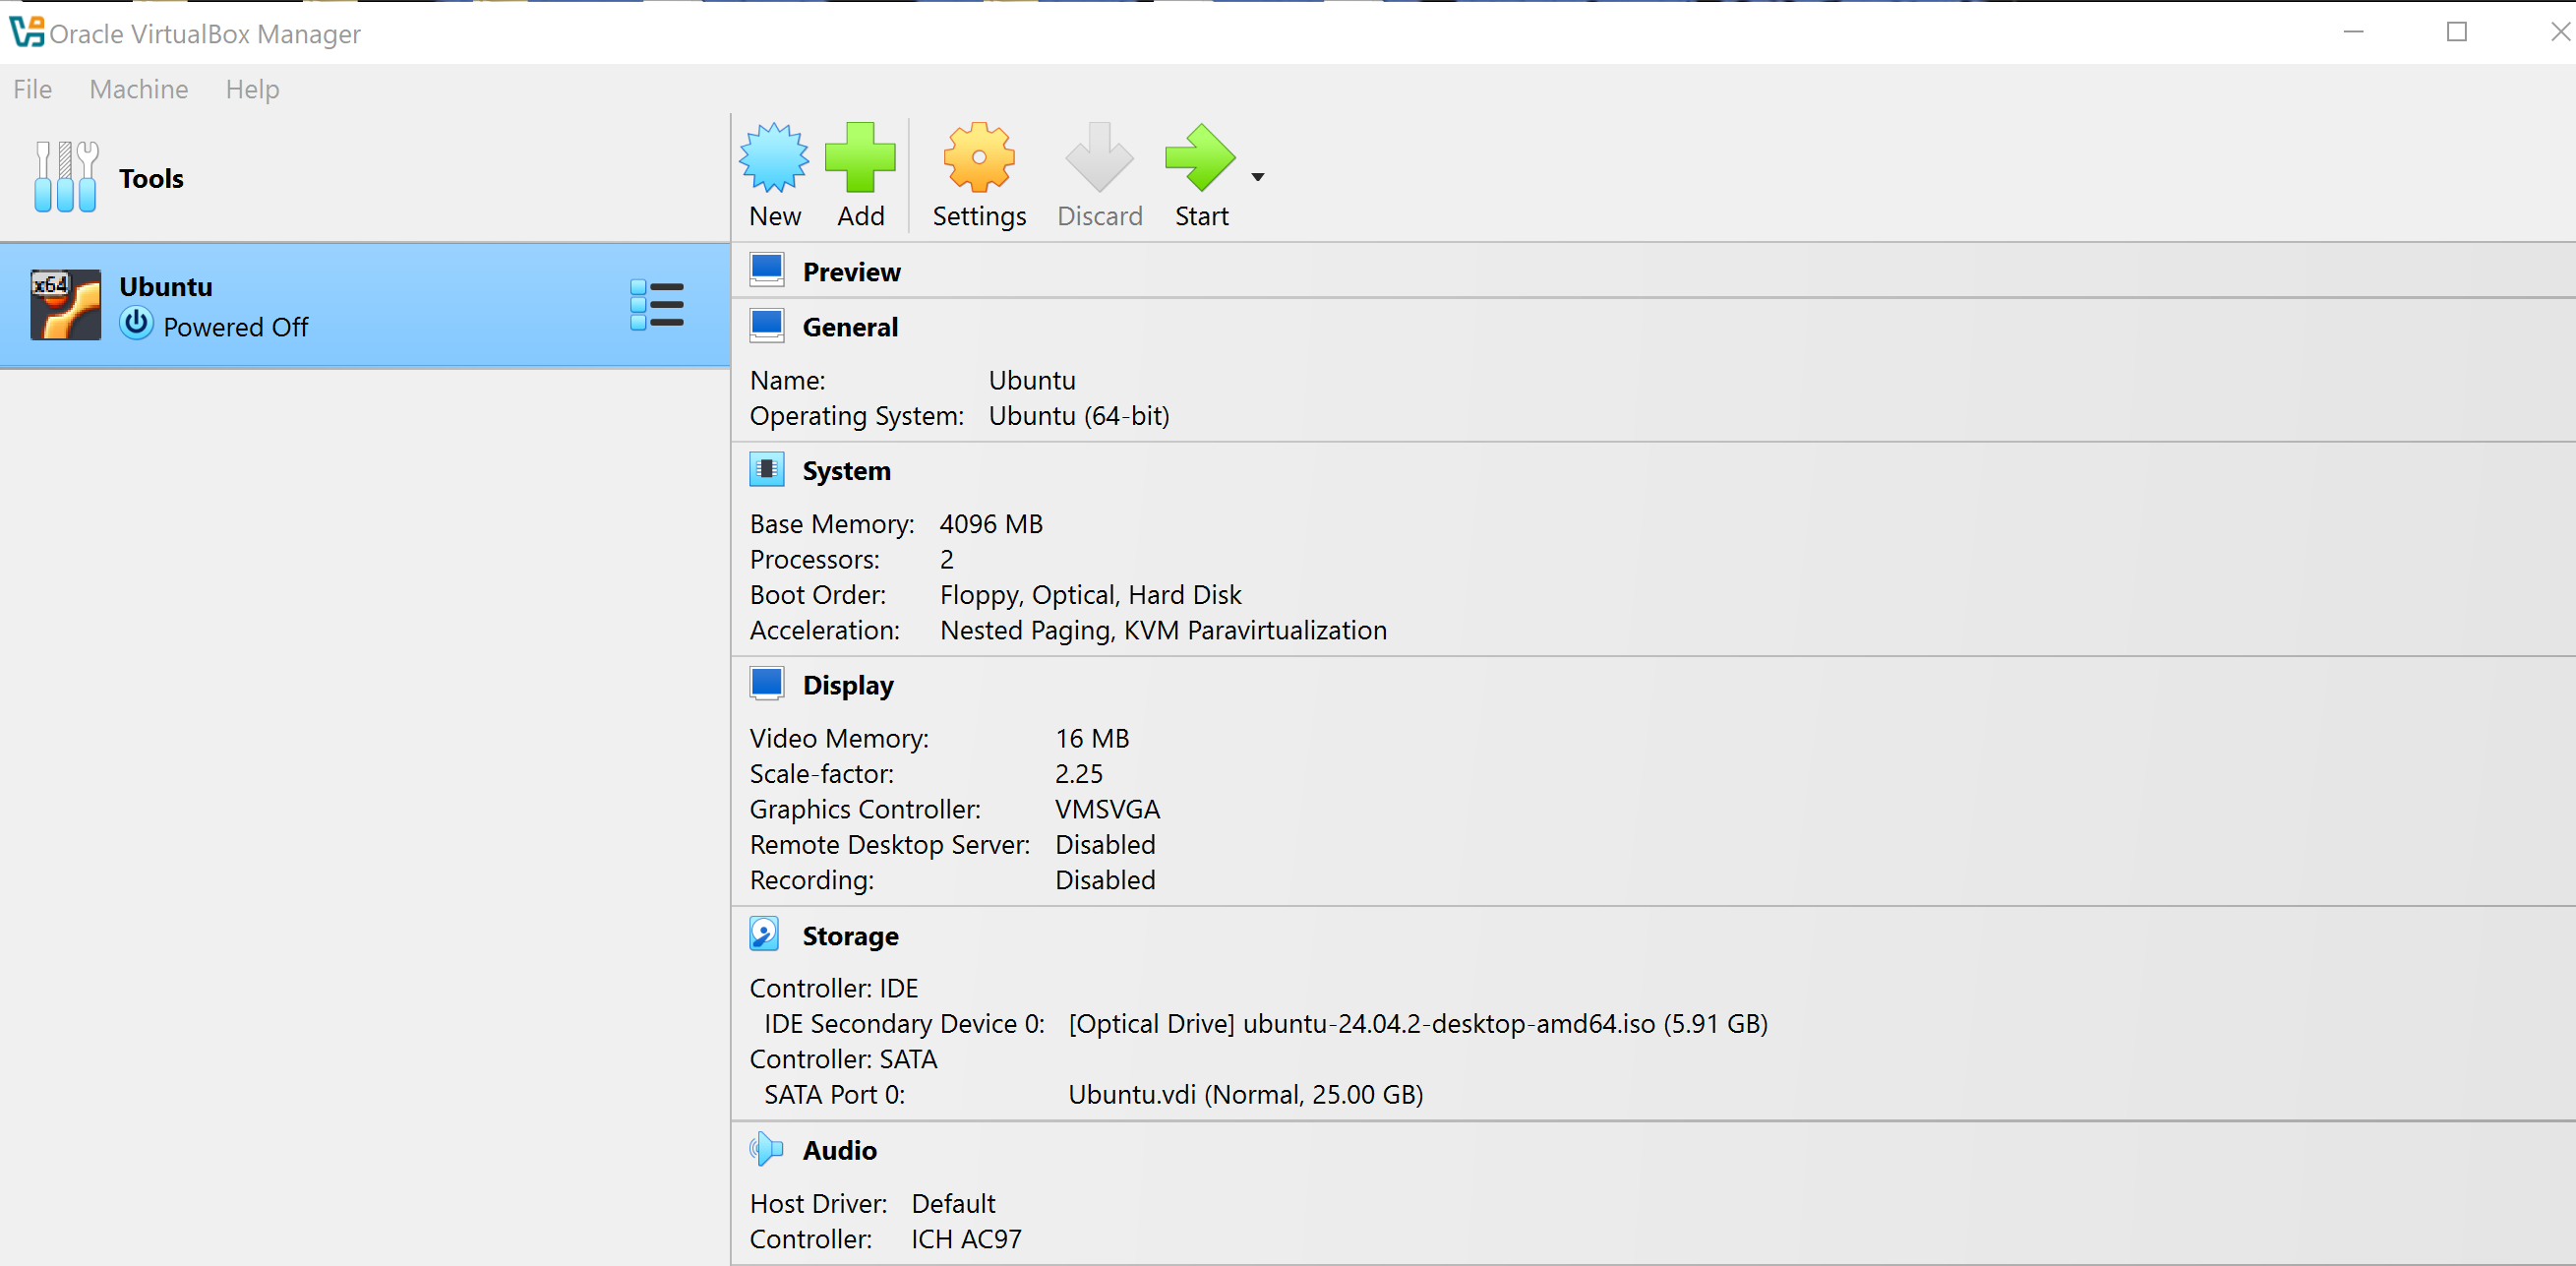 Oracle VirtualBox Manager
File Machine Help
Tools
New Add Settings Discard Start
x64
Ubuntu
Powered Off
Preview
General
Name: Ubuntu
Operating System: Ubuntu (64-bit)
System
Base Memory: 4096 MB
Processors: 2
Boot Order: Floppy, Optical, Hard Disk
Acceleration: Nested Paging, KVM Paravirtualization
Display
Video Memory: 16 MB
Scale-factor: 2.25
Graphics Controller: VMSVGA
Remote Desktop Server: Disabled
Recording: Disabled
Storage
Controller: IDE
IDE Secondary Device 0: [Optical Drive] ubuntu-24.04.2-desktop-amd64.iso (5.91 GB)
Controller: SATA
SATA Port 0: Ubuntu.vdi (Normal, 25.00 GB)
Audio
Host Driver: Default
Controller: ICH AC97